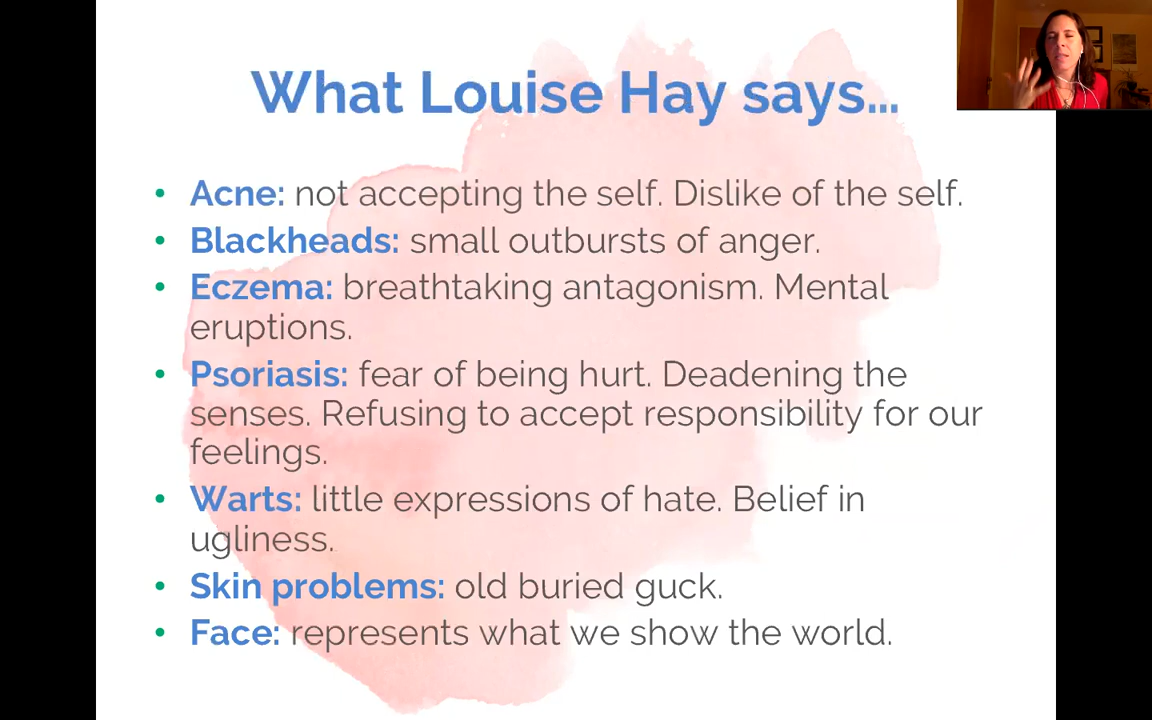 What Louise Hay says...
• Acne: not accepting the self. Dislike of the self.
• Blackheads: small outbursts of anger.
• Eczema: breathtaking antagonism. Mental
eruptions.
• Psoriasis: fear of being hurt. Deadening the
senses. Refusing to accept responsibility for our
feelings.
• Warts: little expressions of hate. Belief in
ugliness.
• Skin problems: old buried guck.
• Face: represents what we show the world.